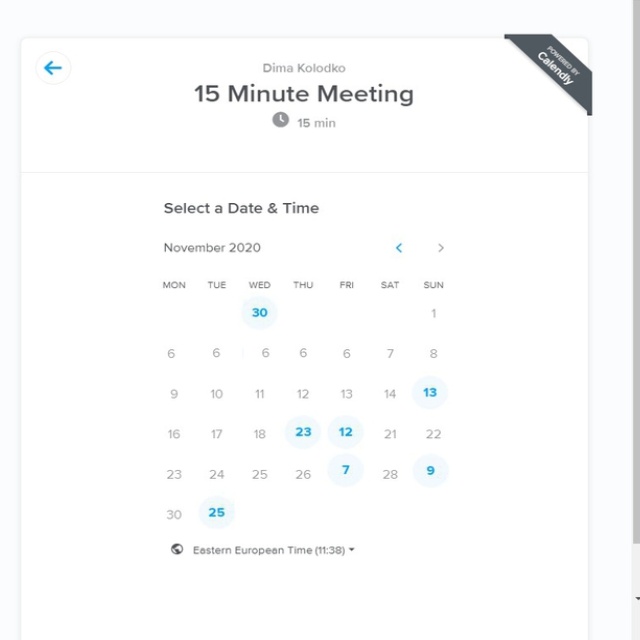 Dima Kolodko
15 Minute Meeting
15 min
POWERED BY
Calendly
Select a Date & Time
November 2020
MON TUE WED THU FRI SAT SUN
30 1
6 6 6 6 6 7 8
9 10 11 12 13 14 13
16 17 18 23 12 21 22
23 24 25 26 7 28 9
30 25
Eastern European Time (11:38)